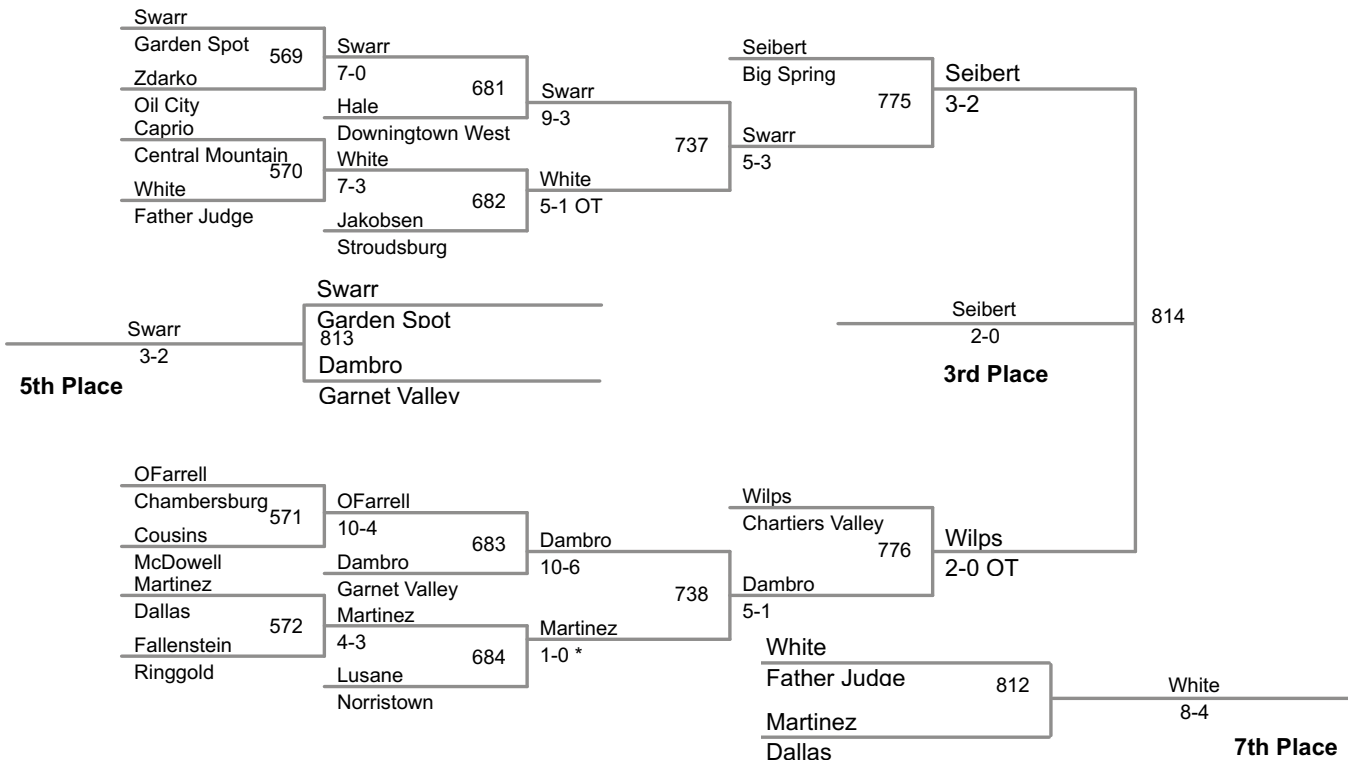 Swarr
Garden Spot
569
Zdarko
Oil City
Caprio
Central Mountain
570
White
Father Judge
Swarr
7-0
681
Hale
Downingtown West
White
7-3
682
Jakobsen
Stroudsburg
Swarr
9-3
737
White
5-1 OT
Seibert
Big Spring
775
Swarr
5-3
Seibert
3-2
Swarr
3-2
5th Place
Swarr
Garden Spot
813
Dambro
Garnet Valley
Seibert
2-0
3rd Place
814
OFarrell
Chambersburg
571
Cousins
McDowell
Martinez
Dallas
572
Fallenstein
Ringgold
OFarrell
10-4
683
Dambro
Garnet Valley
Martinez
4-3
684
Lusane
Norristown
Dambro
10-6
738
Martinez
1-0 *
Wilps
Chartiers Valley
776
Dambro
5-1
Wilps
2-0 OT
White
Father Judge
812
Martinez
Dallas
White
8-4
7th Place